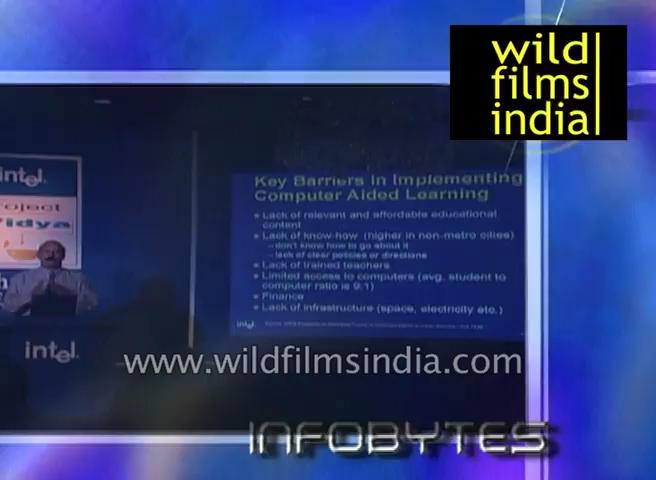 wild
films
india
intel.
Project
Vidya
Key Barriers in Implementing
Computer Aided Learning
Lack of relevant and affordable educational
content
Lack of know-how (higher in non-metro cities)
– don't know how to go about it
– lack of clear policies or directions
Lack of trained teachers
Limited access to computers (avg. student to
computer ratio is 9:1)
Finance
Lack of infrastructure (space, electricity etc.)
intel.
intel.
www.wildfilmsindia.com
INFOBYTES